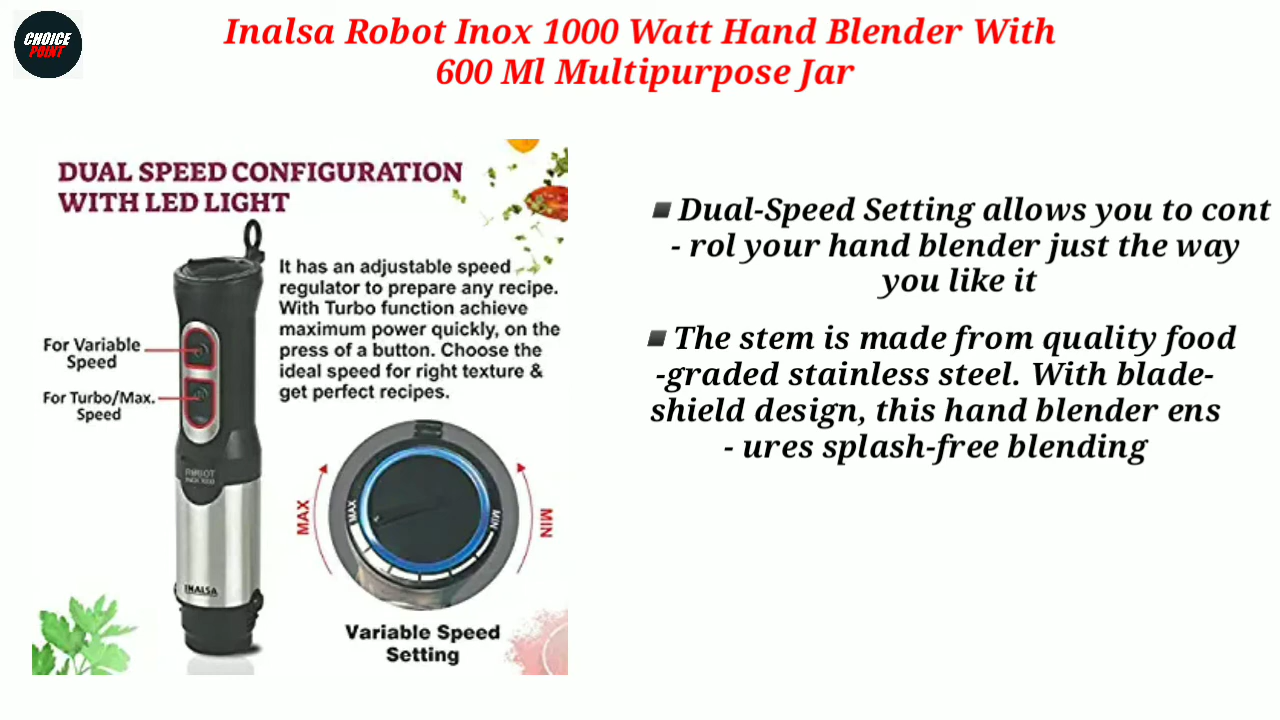 CHOICE
POINT
Inalsa Robot Inox 1000 Watt Hand Blender With
600 Ml Multipurpose Jar
DUAL SPEED CONFIGURATION
WITH LED LIGHT
It has an adjustable speed
regulator to prepare any recipe.
With Turbo function achieve
maximum power quickly, on the
press of a button. Choose the
ideal speed for right texture &
get perfect recipes.
For Variable
Speed
For Turbo/Max.
Speed
ROBOT
INOX 1000
INALSA
MAX
MAX
MIN
MIN
Variable Speed
Setting
▪Dual-Speed Setting allows you to cont
- rol your hand blender just the way
you like it
▪The stem is made from quality food
-graded stainless steel. With blade-
shield design, this hand blender ens
- ures splash-free blending